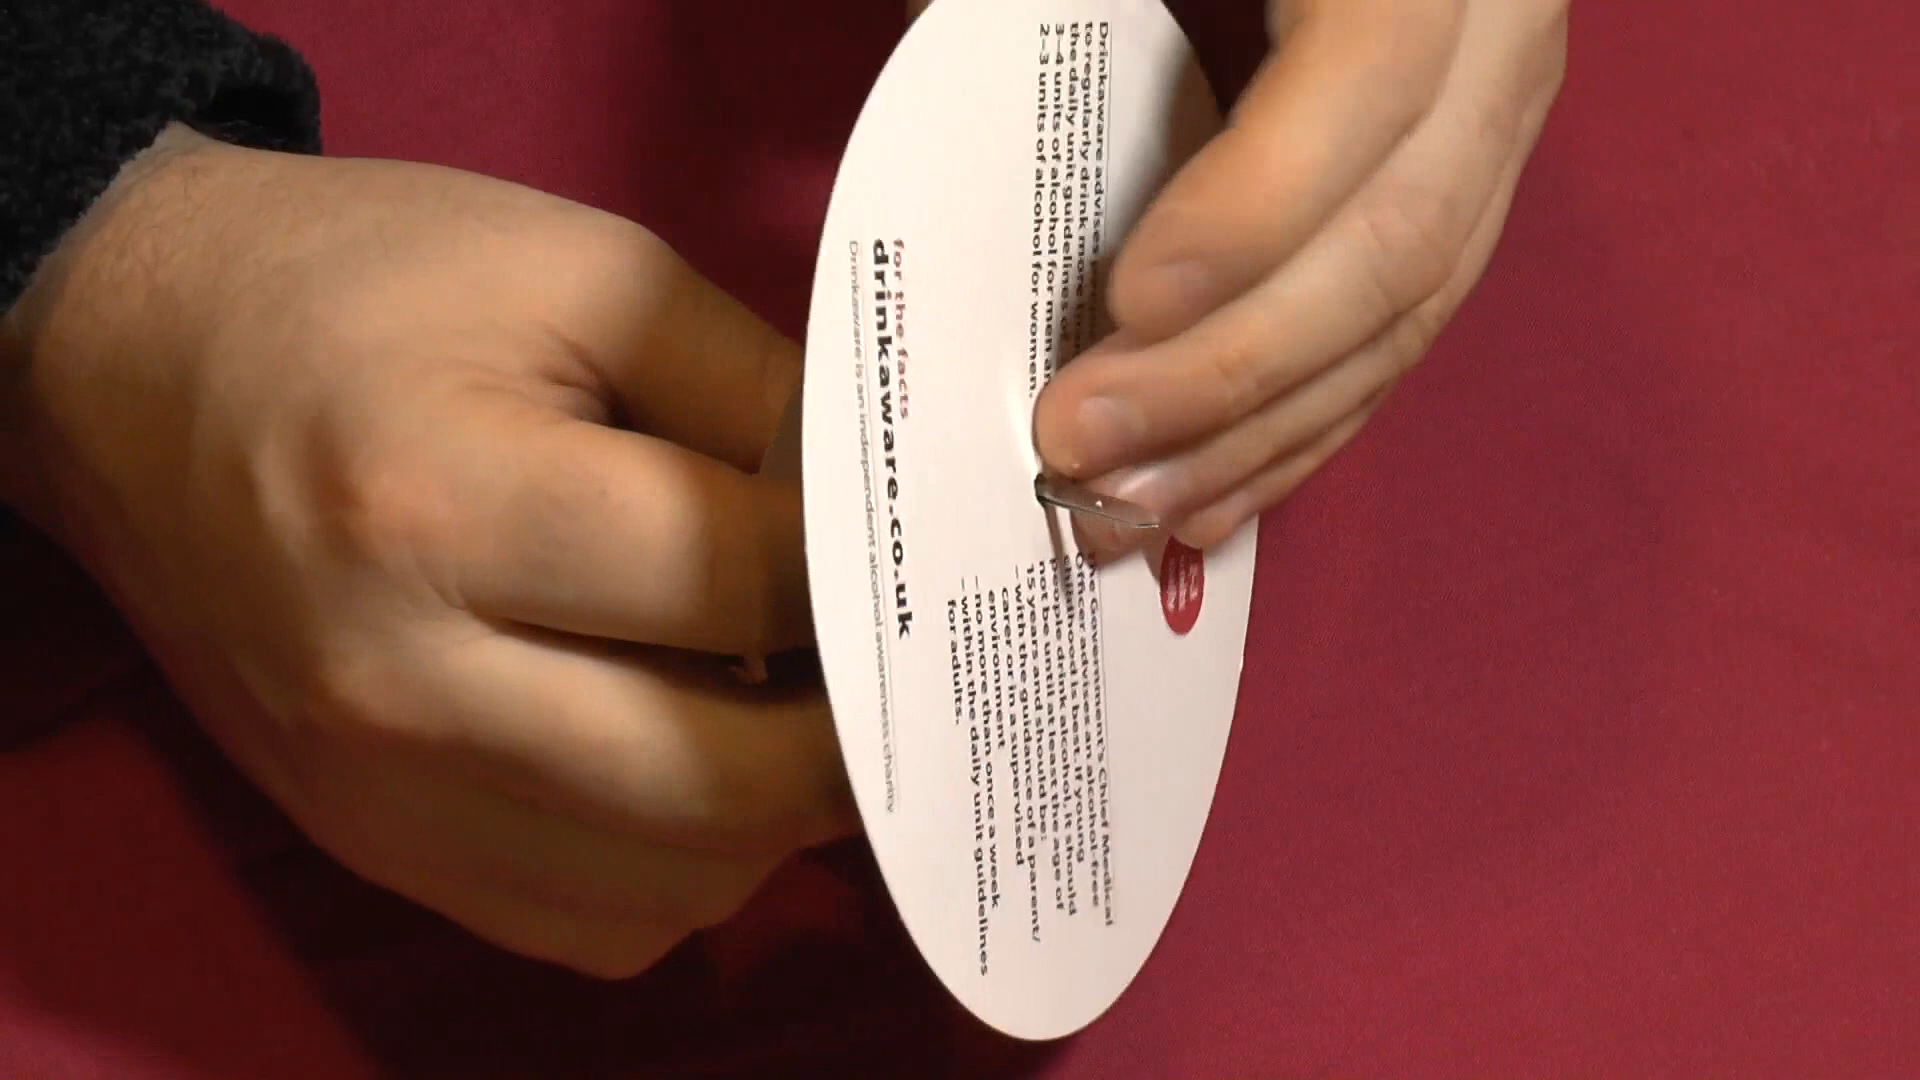 Drinkaware advises
to regularly drink more
the daily unit guidelines of
3–4 units of alcohol for men
2–3 units of alcohol for women.
The Government's Chief Medical
Officer advises an alcohol-free
childhood is best. If young
people drink alcohol, it should
not be until at least the age of
15 years and should be:
– with the guidance of a parent/
carer or in a supervised
environment
– no more than once a week
– within the daily unit guidelines
for adults.
for the facts
drinkaware.co.uk
Drinkaware is an independent alcohol awareness charity